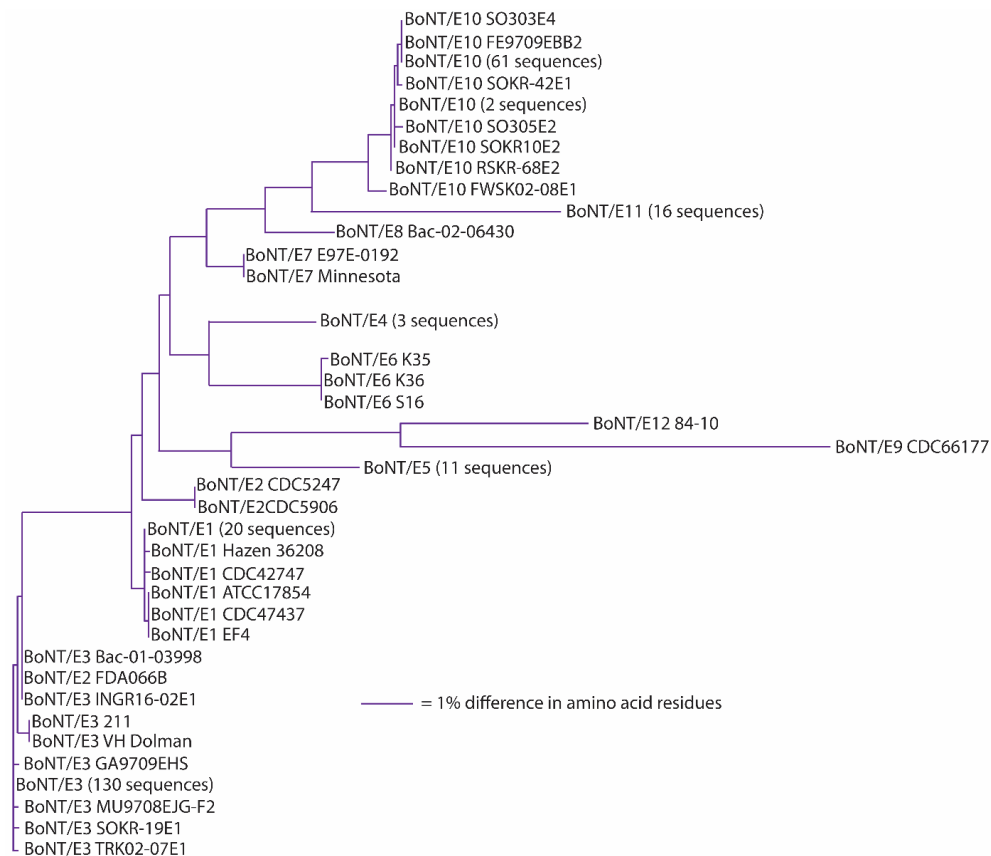 BoNT/E10 SO303E4
BoNT/E10 FE9709EBB2
BoNT/E10 (61 sequences)
BoNT/E10 SOKR-42E1
BoNT/E10 (2 sequences)
BoNT/E10 SO305E2
BoNT/E10 SOKR10E2
BoNT/E10 RSKR-68E2
BoNT/E10 FWSK02-08E1
BoNT/E11 (16 sequences)
BoNT/E8 Bac-02-06430
BoNT/E7 E97E-0192
BoNT/E7 Minnesota
BoNT/E4 (3 sequences)
BoNT/E6 K35
BoNT/E6 K36
BoNT/E6 S16
BoNT/E12 84-10
BoNT/E9 CDC66177
BoNT/E5 (11 sequences)
BoNT/E2 CDC5247
BoNT/E2CDC5906
BoNT/E1 (20 sequences)
BoNT/E1 Hazen 36208
BoNT/E1 CDC42747
BoNT/E1 ATCC17854
BoNT/E1 CDC47437
BoNT/E1 EF4
BoNT/E3 Bac-01-03998
BoNT/E2 FDA066B
BoNT/E3 INGR16-02E1
= 1% difference in amino acid residues
BoNT/E3 211
BoNT/E3 VH Dolman
BoNT/E3 GA9709EHS
BoNT/E3 (130 sequences)
BoNT/E3 MU9708EJG-F2
BoNT/E3 SOKR-19E1
BoNT/E3 TRK02-07E1